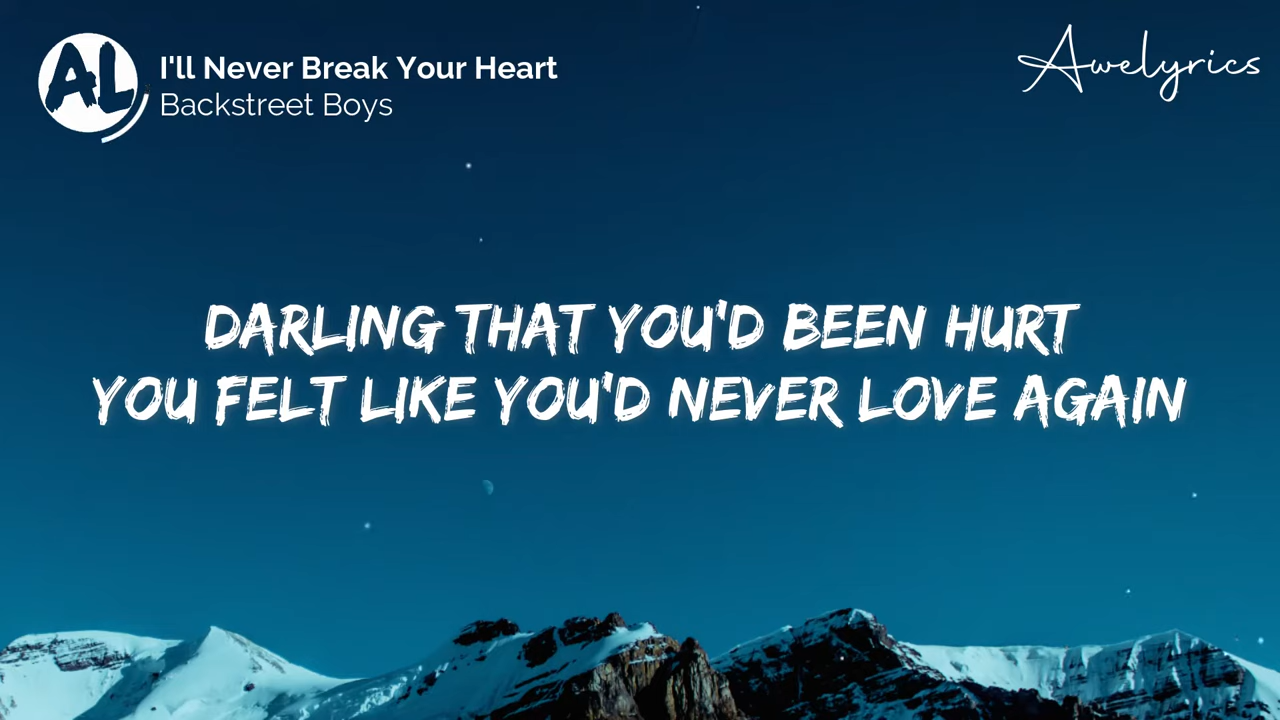 AL
I'll Never Break Your Heart
Backstreet Boys
Awelyrics
DARLING THAT YOU'D BEEN HURT
YOU FELT LIKE YOU'D NEVER LOVE AGAIN